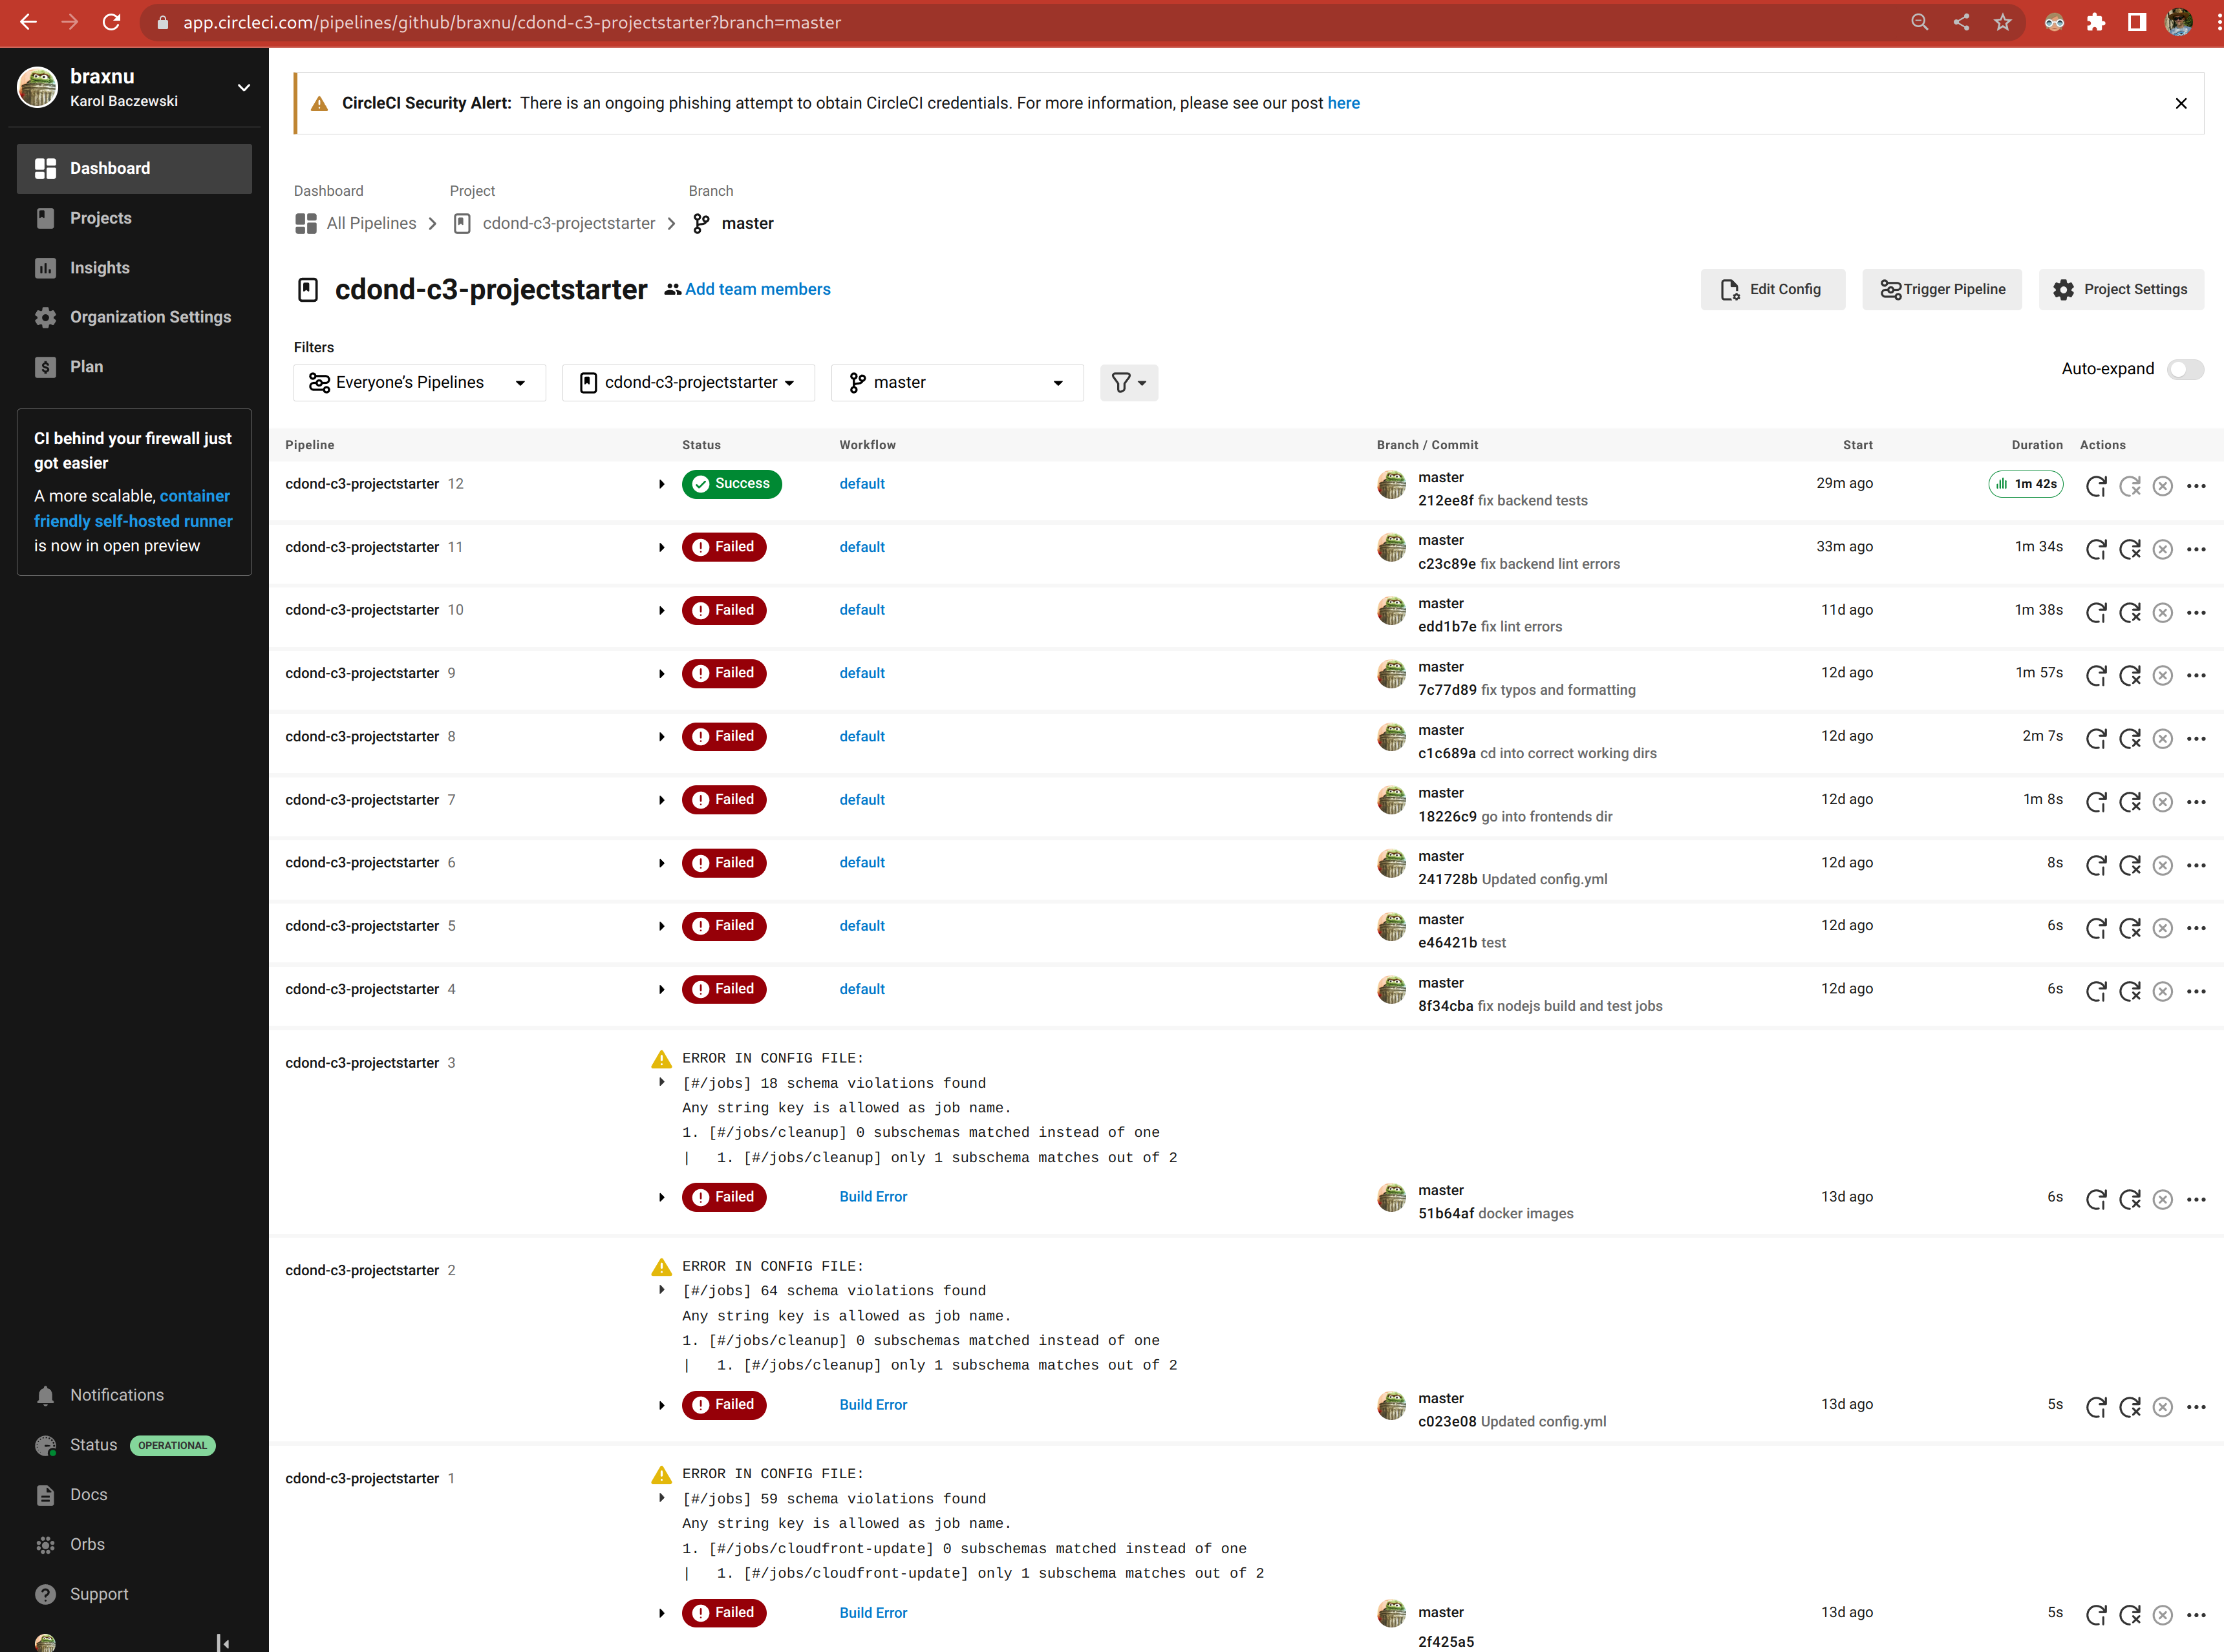 app.circleci.com/pipelines/github/braxnu/cdond-c3-projectstarter?branch=master
braxnu
Karol Baczewski
Dashboard
Projects
Insights
Organization Settings
Plan
CI behind your firewall just
got easier
A more scalable, container
friendly self-hosted runner
is now in open preview
Notifications
Status OPERATIONAL
Docs
Orbs
Support
CircleCI Security Alert: There is an ongoing phishing attempt to obtain CircleCI credentials. For more information, please see our post here
Dashboard Project Branch
All Pipelines cdond-c3-projectstarter master
cdond-c3-projectstarter Add team members
Edit Config Trigger Pipeline Project Settings
Filters
Everyone’s Pipelines cdond-c3-projectstarter master
Auto-expand
Pipeline Status Workflow Branch / Commit Start Duration Actions
cdond-c3-projectstarter 12 Success default master 29m ago 1m 42s
212ee8f fix backend tests
cdond-c3-projectstarter 11 Failed default master 33m ago 1m 34s
c23c89e fix backend lint errors
cdond-c3-projectstarter 10 Failed default master 11d ago 1m 38s
edd1b7e fix lint errors
cdond-c3-projectstarter 9 Failed default master 12d ago 1m 57s
7c77d89 fix typos and formatting
cdond-c3-projectstarter 8 Failed default master 12d ago 2m 7s
c1c689a cd into correct working dirs
cdond-c3-projectstarter 7 Failed default master 12d ago 1m 8s
18226c9 go into frontends dir
cdond-c3-projectstarter 6 Failed default master 12d ago 8s
241728b Updated config.yml
cdond-c3-projectstarter 5 Failed default master 12d ago 6s
e46421b test
cdond-c3-projectstarter 4 Failed default master 12d ago 6s
8f34cba fix nodejs build and test jobs
cdond-c3-projectstarter 3
ERROR IN CONFIG FILE:
[#/jobs] 18 schema violations found
Any string key is allowed as job name.
1. [#/jobs/cleanup] 0 subschemas matched instead of one
|   1. [#/jobs/cleanup] only 1 subschema matches out of 2
Failed Build Error master 13d ago 6s
51b64af docker images
cdond-c3-projectstarter 2
ERROR IN CONFIG FILE:
[#/jobs] 64 schema violations found
Any string key is allowed as job name.
1. [#/jobs/cleanup] 0 subschemas matched instead of one
|   1. [#/jobs/cleanup] only 1 subschema matches out of 2
Failed Build Error master 13d ago 5s
c023e08 Updated config.yml
cdond-c3-projectstarter 1
ERROR IN CONFIG FILE:
[#/jobs] 59 schema violations found
Any string key is allowed as job name.
1. [#/jobs/cloudfront-update] 0 subschemas matched instead of one
|   1. [#/jobs/cloudfront-update] only 1 subschema matches out of 2
Failed Build Error master 13d ago 5s
2f425a5